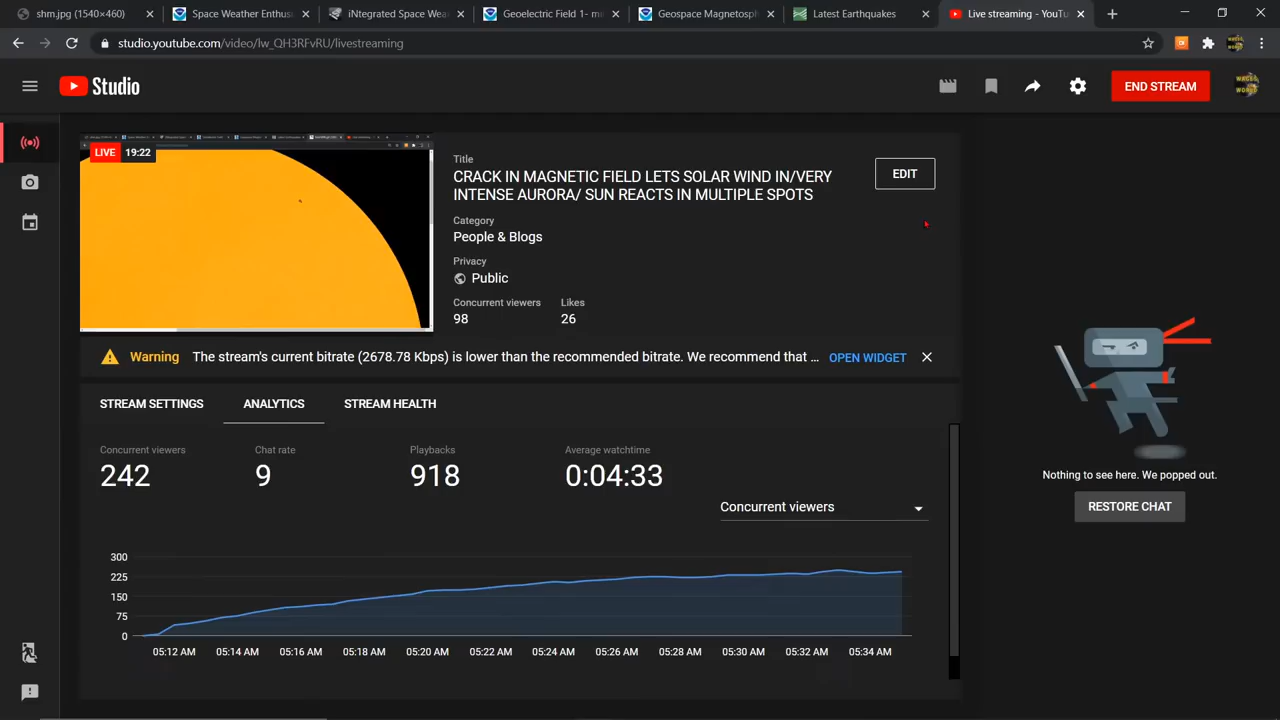 shm.jpg (1540×460)
Space Weather Enthus
iNtegrated Space Wea
Geoelectric Field 1- mi
Geospace Magnetosph
Latest Earthquakes
Live streaming - YouTu
studio.youtube.com/video/lw_QH3RFvRU/livestreaming
Studio
END STREAM
LIVE 19:22
Title
CRACK IN MAGNETIC FIELD LETS SOLAR WIND IN/VERY
INTENSE AURORA/ SUN REACTS IN MULTIPLE SPOTS
EDIT
Category
People & Blogs
Privacy
Public
Concurrent viewers Likes
98 26
Warning The stream's current bitrate (2678.78 Kbps) is lower than the recommended bitrate. We recommend that ... OPEN WIDGET
STREAM SETTINGS ANALYTICS STREAM HEALTH
Concurrent viewers Chat rate Playbacks Average watchtime
242 9 918 0:04:33
Concurrent viewers
300
225
150
75
0
05:12 AM 05:14 AM 05:16 AM 05:18 AM 05:20 AM 05:22 AM 05:24 AM 05:26 AM 05:28 AM 05:30 AM 05:32 AM 05:34 AM
Nothing to see here. We popped out.
RESTORE CHAT